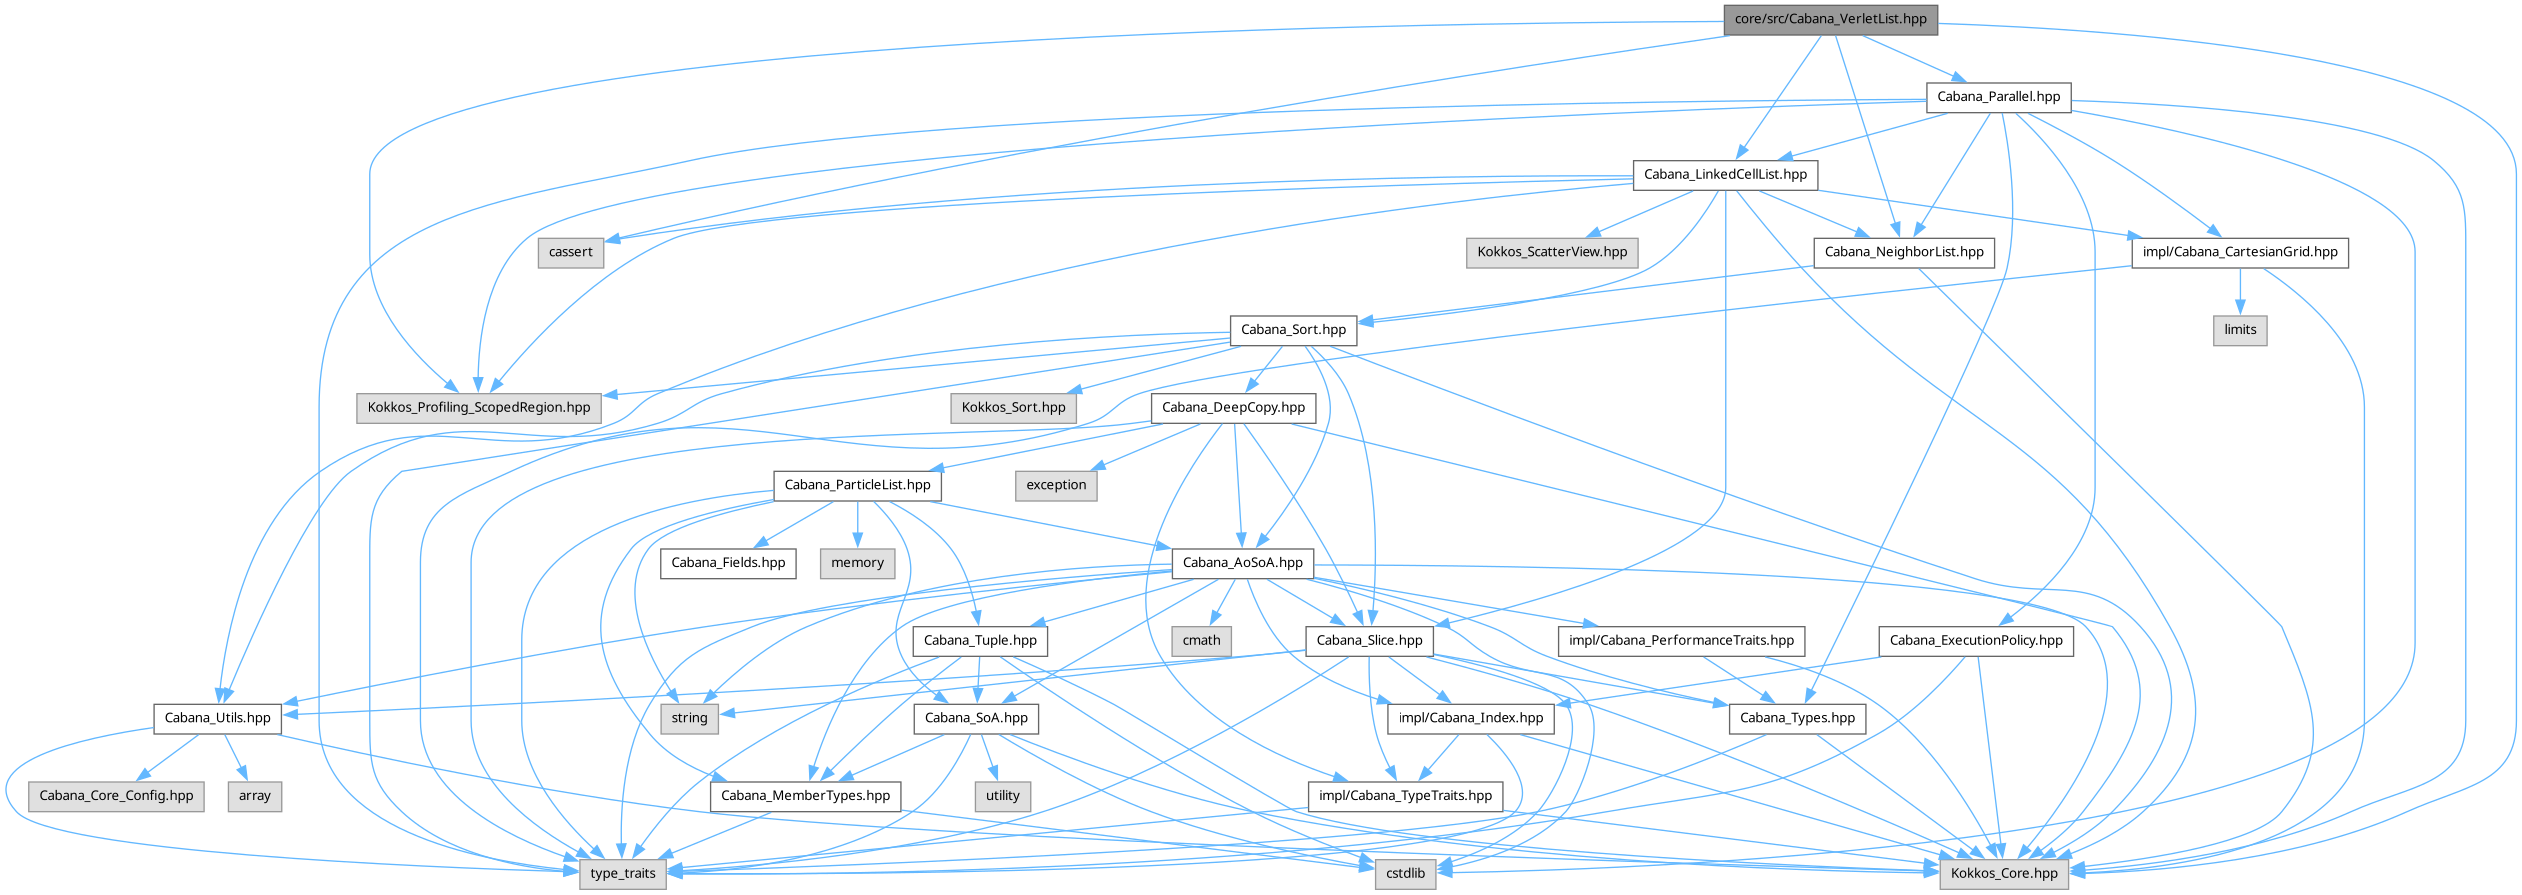 core/src/Cabana_VerletList.hpp
Cabana_Parallel.hpp
Cabana_LinkedCellList.hpp
cassert
Kokkos_ScatterView.hpp
Cabana_NeighborList.hpp
impl/Cabana_CartesianGrid.hpp
Cabana_Sort.hpp
limits
Kokkos_Profiling_ScopedRegion.hpp
Kokkos_Sort.hpp
Cabana_DeepCopy.hpp
Cabana_ParticleList.hpp
exception
Cabana_Fields.hpp
memory
Cabana_AoSoA.hpp
Cabana_Tuple.hpp
cmath
Cabana_Slice.hpp
impl/Cabana_PerformanceTraits.hpp
Cabana_ExecutionPolicy.hpp
Cabana_Utils.hpp
string
Cabana_SoA.hpp
impl/Cabana_Index.hpp
Cabana_Types.hpp
Cabana_Core_Config.hpp
array
Cabana_MemberTypes.hpp
utility
impl/Cabana_TypeTraits.hpp
type_traits
cstdlib
Kokkos_Core.hpp